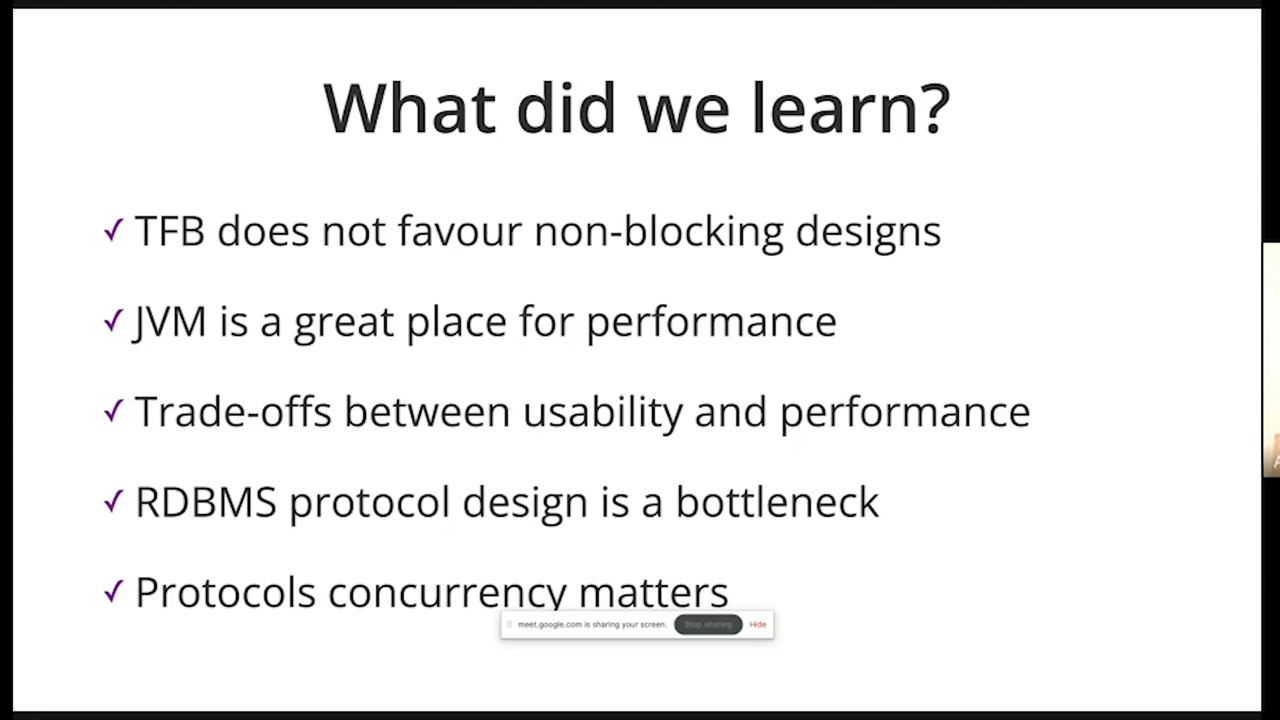 What did we learn?
✓ TFB does not favour non-blocking designs
✓ JVM is a great place for performance
✓ Trade-offs between usability and performance
✓ RDBMS protocol design is a bottleneck
✓ Protocols concurrency matters
meet.google.com is sharing your screen. Stop sharing Hide